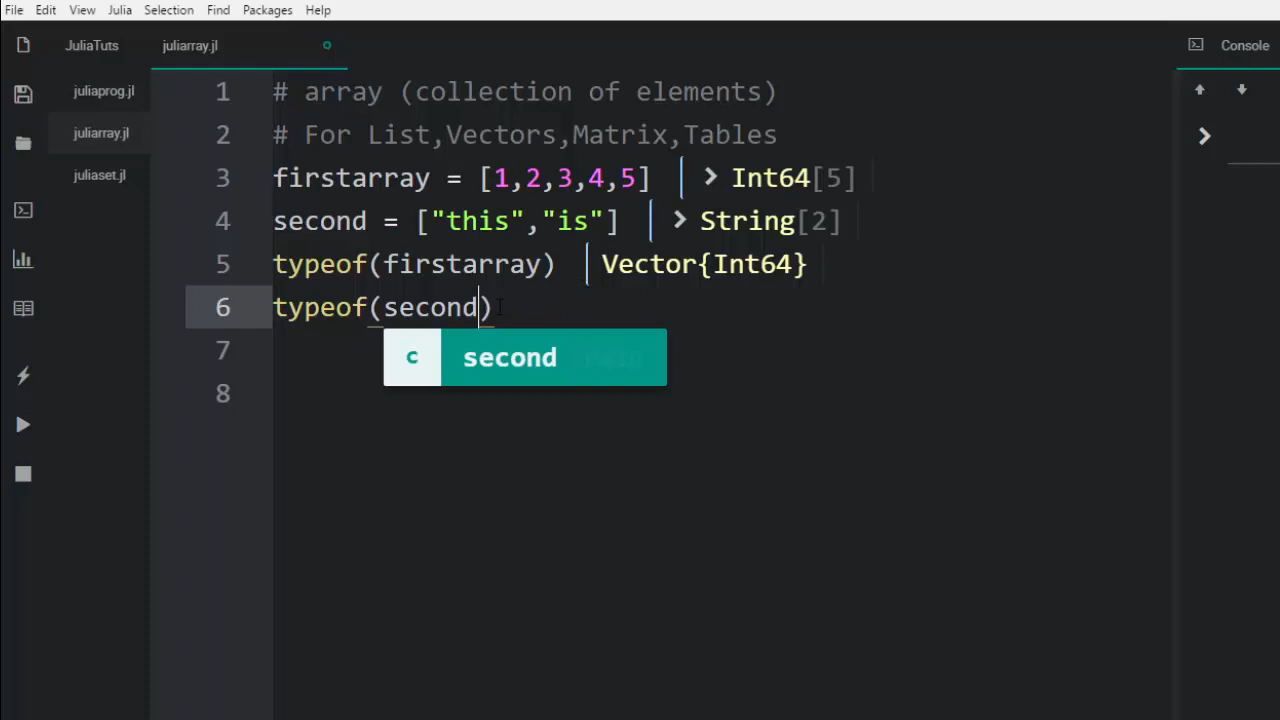 File Edit View Julia Selection Find Packages Help
JuliaTuts juliarray.jl Console
juliaprog.jl
juliarray.jl
juliaset.jl
1 # array (collection of elements)
2 # For List,Vectors,Matrix,Tables
3 firstarray = [1,2,3,4,5] > Int64[5]
4 second = ["this","is"] > String[2]
5 typeof(firstarray) Vector{Int64}
6 typeof(second)
7 c second
8